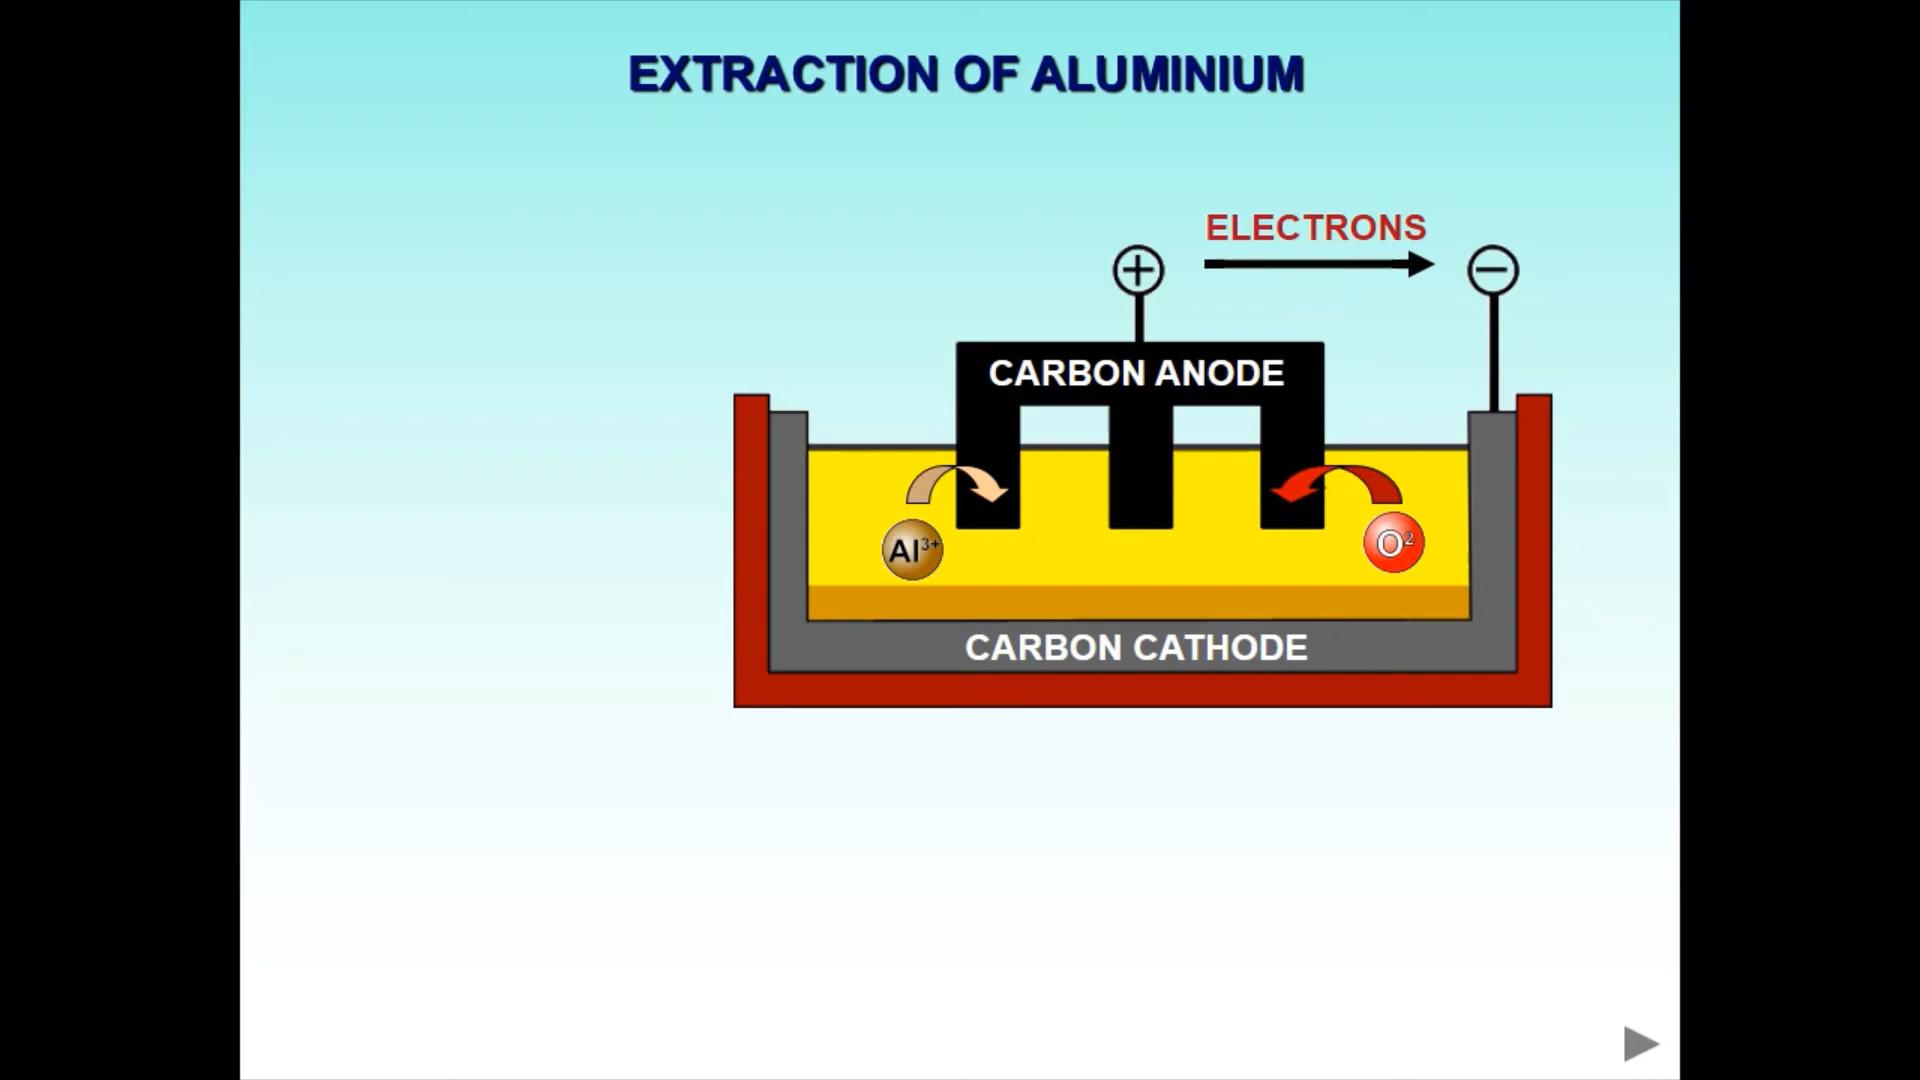 EXTRACTION OF ALUMINIUM
ELECTRONS
+
−
CARBON ANODE
Al³⁺
O²
CARBON CATHODE